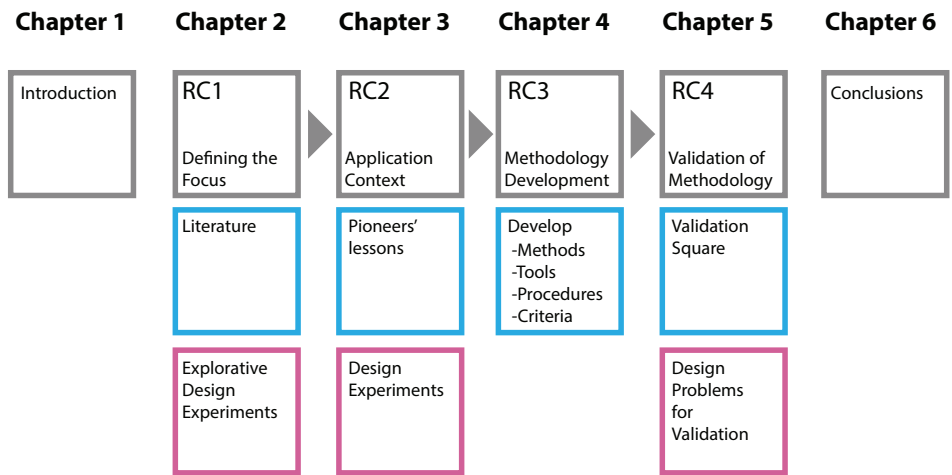 Chapter 1
Chapter 2
Chapter 3
Chapter 4
Chapter 5
Chapter 6
Introduction
RC1
Defining the
Focus
RC2
Application
Context
RC3
Methodology
Development
RC4
Validation of
Methodology
Conclusions
Literature
Pioneers’
lessons
Develop
-Methods
-Tools
-Procedures
-Criteria
Validation
Square
Explorative
Design
Experiments
Design
Experiments
Design
Problems
for
Validation